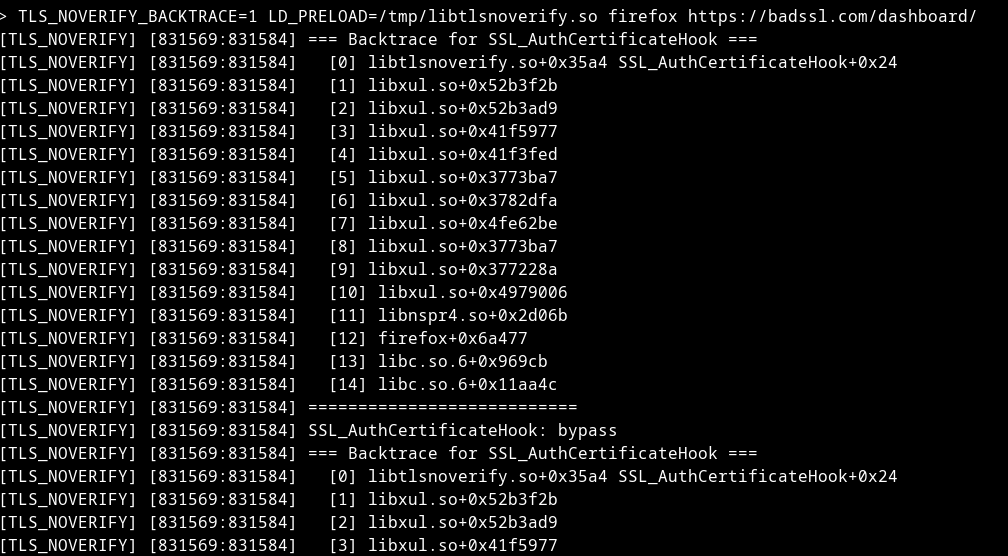 > TLS_NOVERIFY_BACKTRACE=1 LD_PRELOAD=/tmp/libtlsnoverify.so firefox https://badssl.com/dashboard/
[TLS_NOVERIFY] [831569:831584] === Backtrace for SSL_AuthCertificateHook ===
[TLS_NOVERIFY] [831569:831584]   [0] libtlsnoverify.so+0x35a4 SSL_AuthCertificateHook+0x24
[TLS_NOVERIFY] [831569:831584]   [1] libxul.so+0x52b3f2b
[TLS_NOVERIFY] [831569:831584]   [2] libxul.so+0x52b3ad9
[TLS_NOVERIFY] [831569:831584]   [3] libxul.so+0x41f5977
[TLS_NOVERIFY] [831569:831584]   [4] libxul.so+0x41f3fed
[TLS_NOVERIFY] [831569:831584]   [5] libxul.so+0x3773ba7
[TLS_NOVERIFY] [831569:831584]   [6] libxul.so+0x3782dfa
[TLS_NOVERIFY] [831569:831584]   [7] libxul.so+0x4fe62be
[TLS_NOVERIFY] [831569:831584]   [8] libxul.so+0x3773ba7
[TLS_NOVERIFY] [831569:831584]   [9] libxul.so+0x377228a
[TLS_NOVERIFY] [831569:831584]   [10] libxul.so+0x4979006
[TLS_NOVERIFY] [831569:831584]   [11] libnspr4.so+0x2d06b
[TLS_NOVERIFY] [831569:831584]   [12] firefox+0x6a477
[TLS_NOVERIFY] [831569:831584]   [13] libc.so.6+0x969cb
[TLS_NOVERIFY] [831569:831584]   [14] libc.so.6+0x11aa4c
[TLS_NOVERIFY] [831569:831584] ===========================
[TLS_NOVERIFY] [831569:831584] SSL_AuthCertificateHook: bypass
[TLS_NOVERIFY] [831569:831584] === Backtrace for SSL_AuthCertificateHook ===
[TLS_NOVERIFY] [831569:831584]   [0] libtlsnoverify.so+0x35a4 SSL_AuthCertificateHook+0x24
[TLS_NOVERIFY] [831569:831584]   [1] libxul.so+0x52b3f2b
[TLS_NOVERIFY] [831569:831584]   [2] libxul.so+0x52b3ad9
[TLS_NOVERIFY] [831569:831584]   [3] libxul.so+0x41f5977